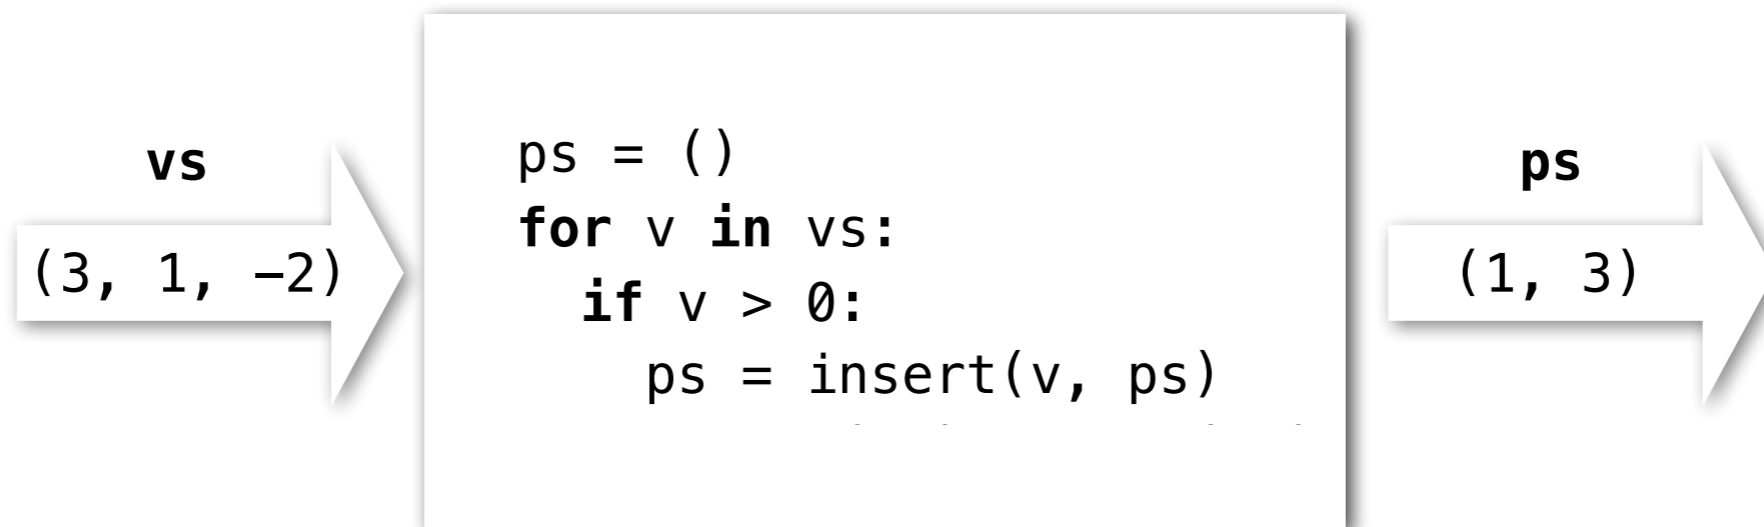 vs
(3, 1, −2)
ps = ()
for v in vs:
  if v > 0:
    ps = insert(v, ps)
ps
(1, 3)